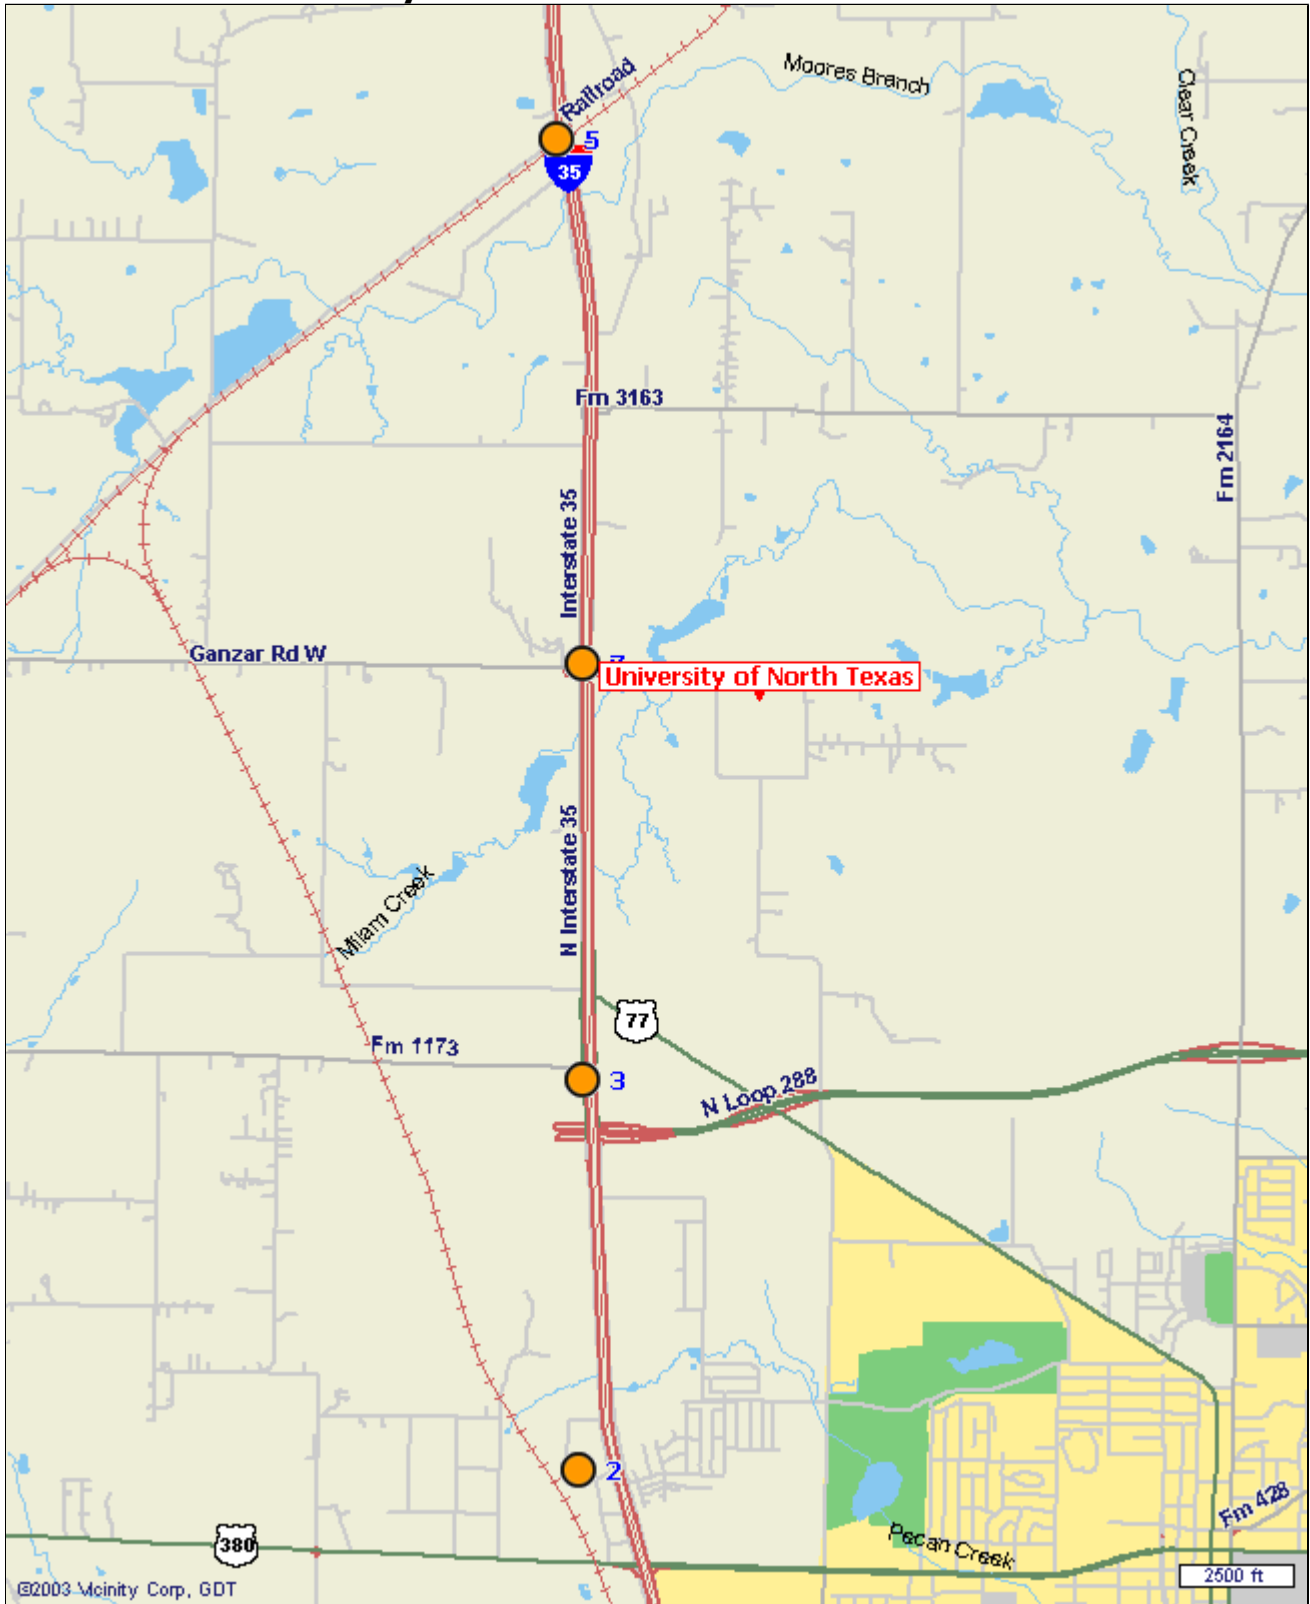 Moores Branch
Clear Creek
Railroad
5
35
Fm 3163
Fm 2164
Interstate 35
Ganzar Rd W
University of North Texas
N Interstate 35
Milam Creek
77
Fm 1173
3
N Loop 288
2
Fm 428
380
Pecan Creek
2500 ft
©2003 Vicinity Corp, GDT